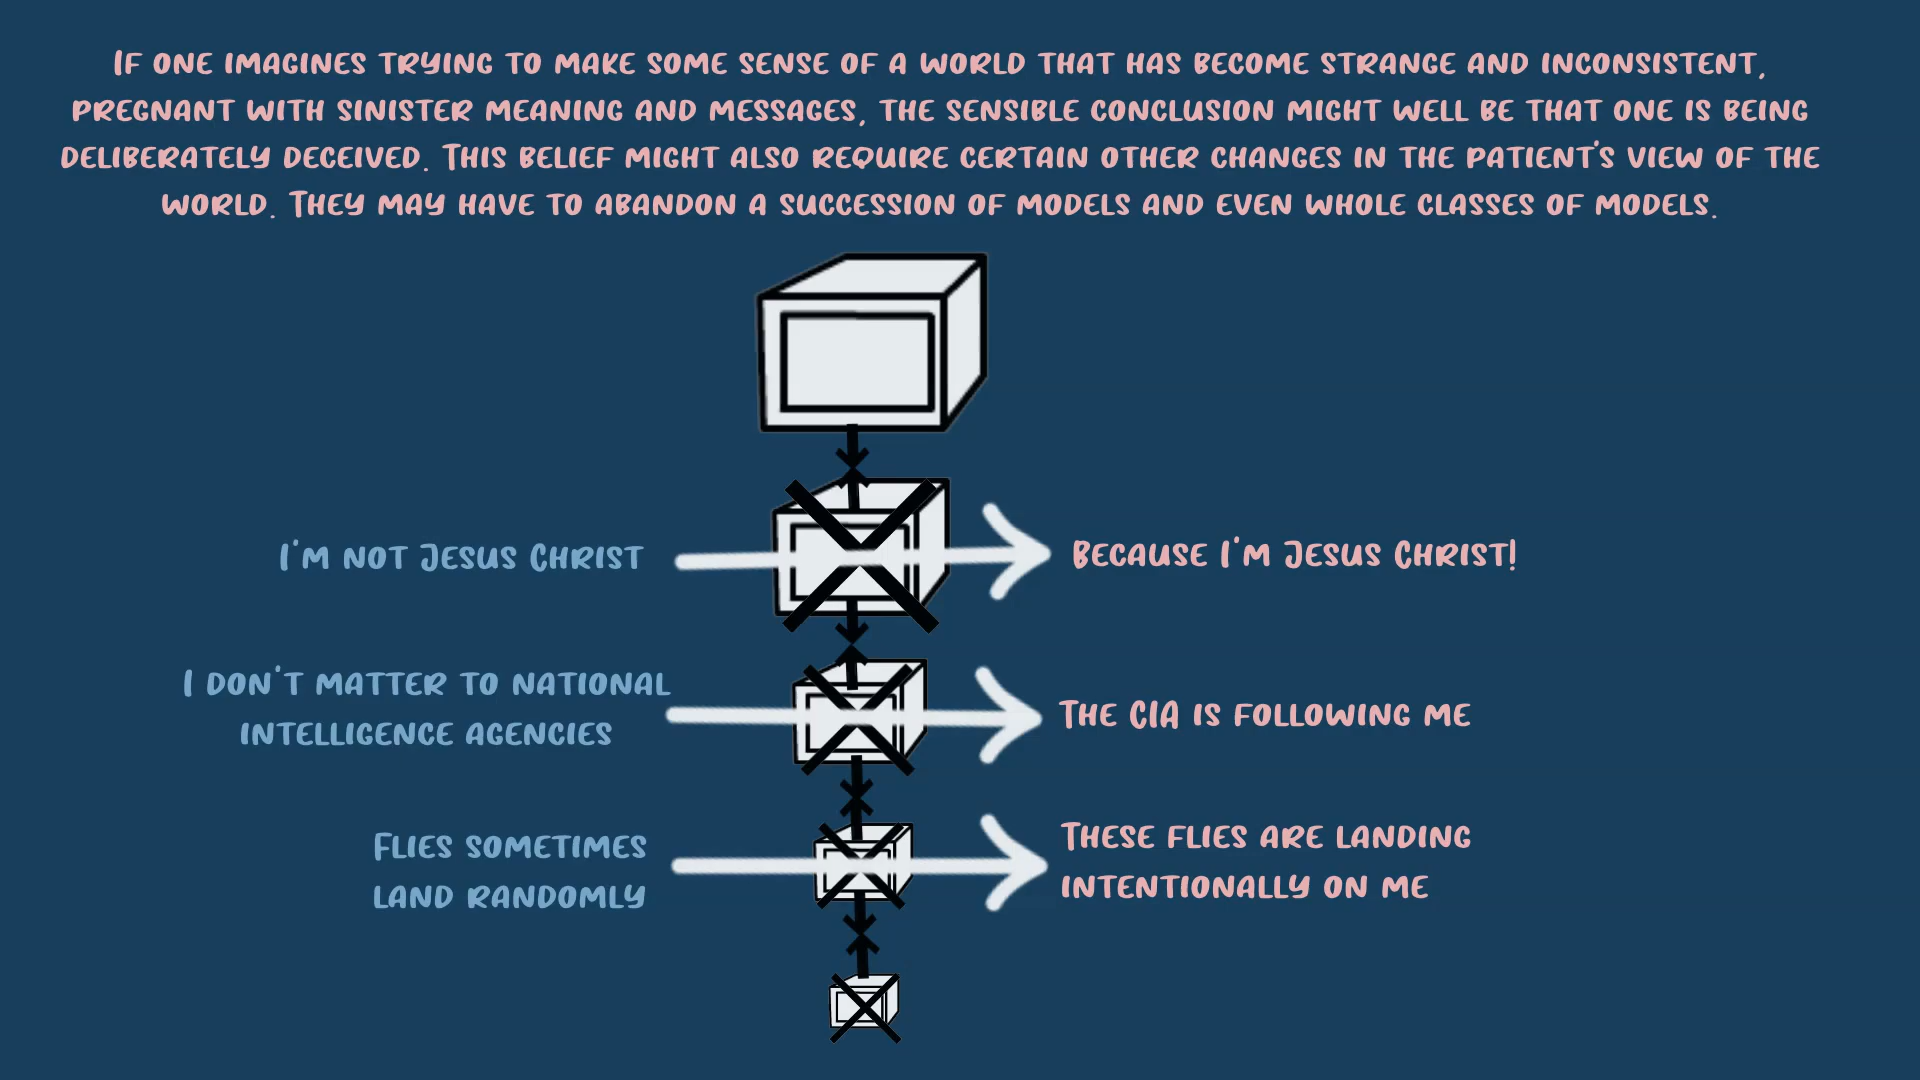 If one imagines trying to make some sense of a world that has become strange and inconsistent,
pregnant with sinister meaning and messages, the sensible conclusion might well be that one is being
deliberately deceived. This belief might also require certain other changes in the patient's view of the
world. They may have to abandon a succession of models and even whole classes of models.
I'm not Jesus Christ
Because I'm Jesus Christ!
I don't matter to national
intelligence agencies
The CIA is following me
Flies sometimes
land randomly
These flies are landing
intentionally on me